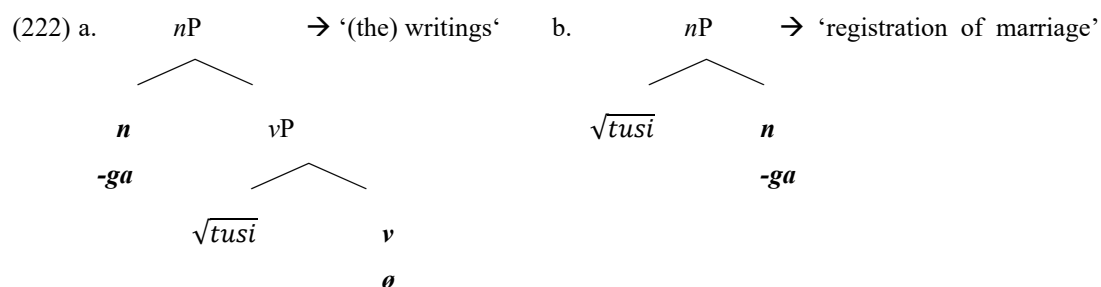 (222) a. nP → ‘(the) writings‘ b. nP → ‘registration of marriage’
n vP √tusi n
-ga -ga
√tusi v
ø